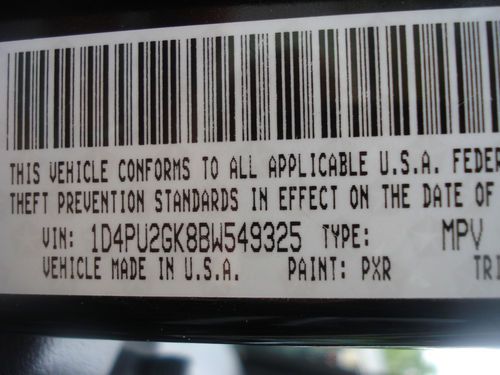 THIS VEHICLE CONFORMS TO ALL APPLICABLE U.S.A. FEDER
THEFT PREVENTION STANDARDS IN EFFECT ON THE DATE OF
VIN: 1D4PU2GK8BW549325 TYPE: MPV
VEHICLE MADE IN U.S.A. PAINT: PXR TRI